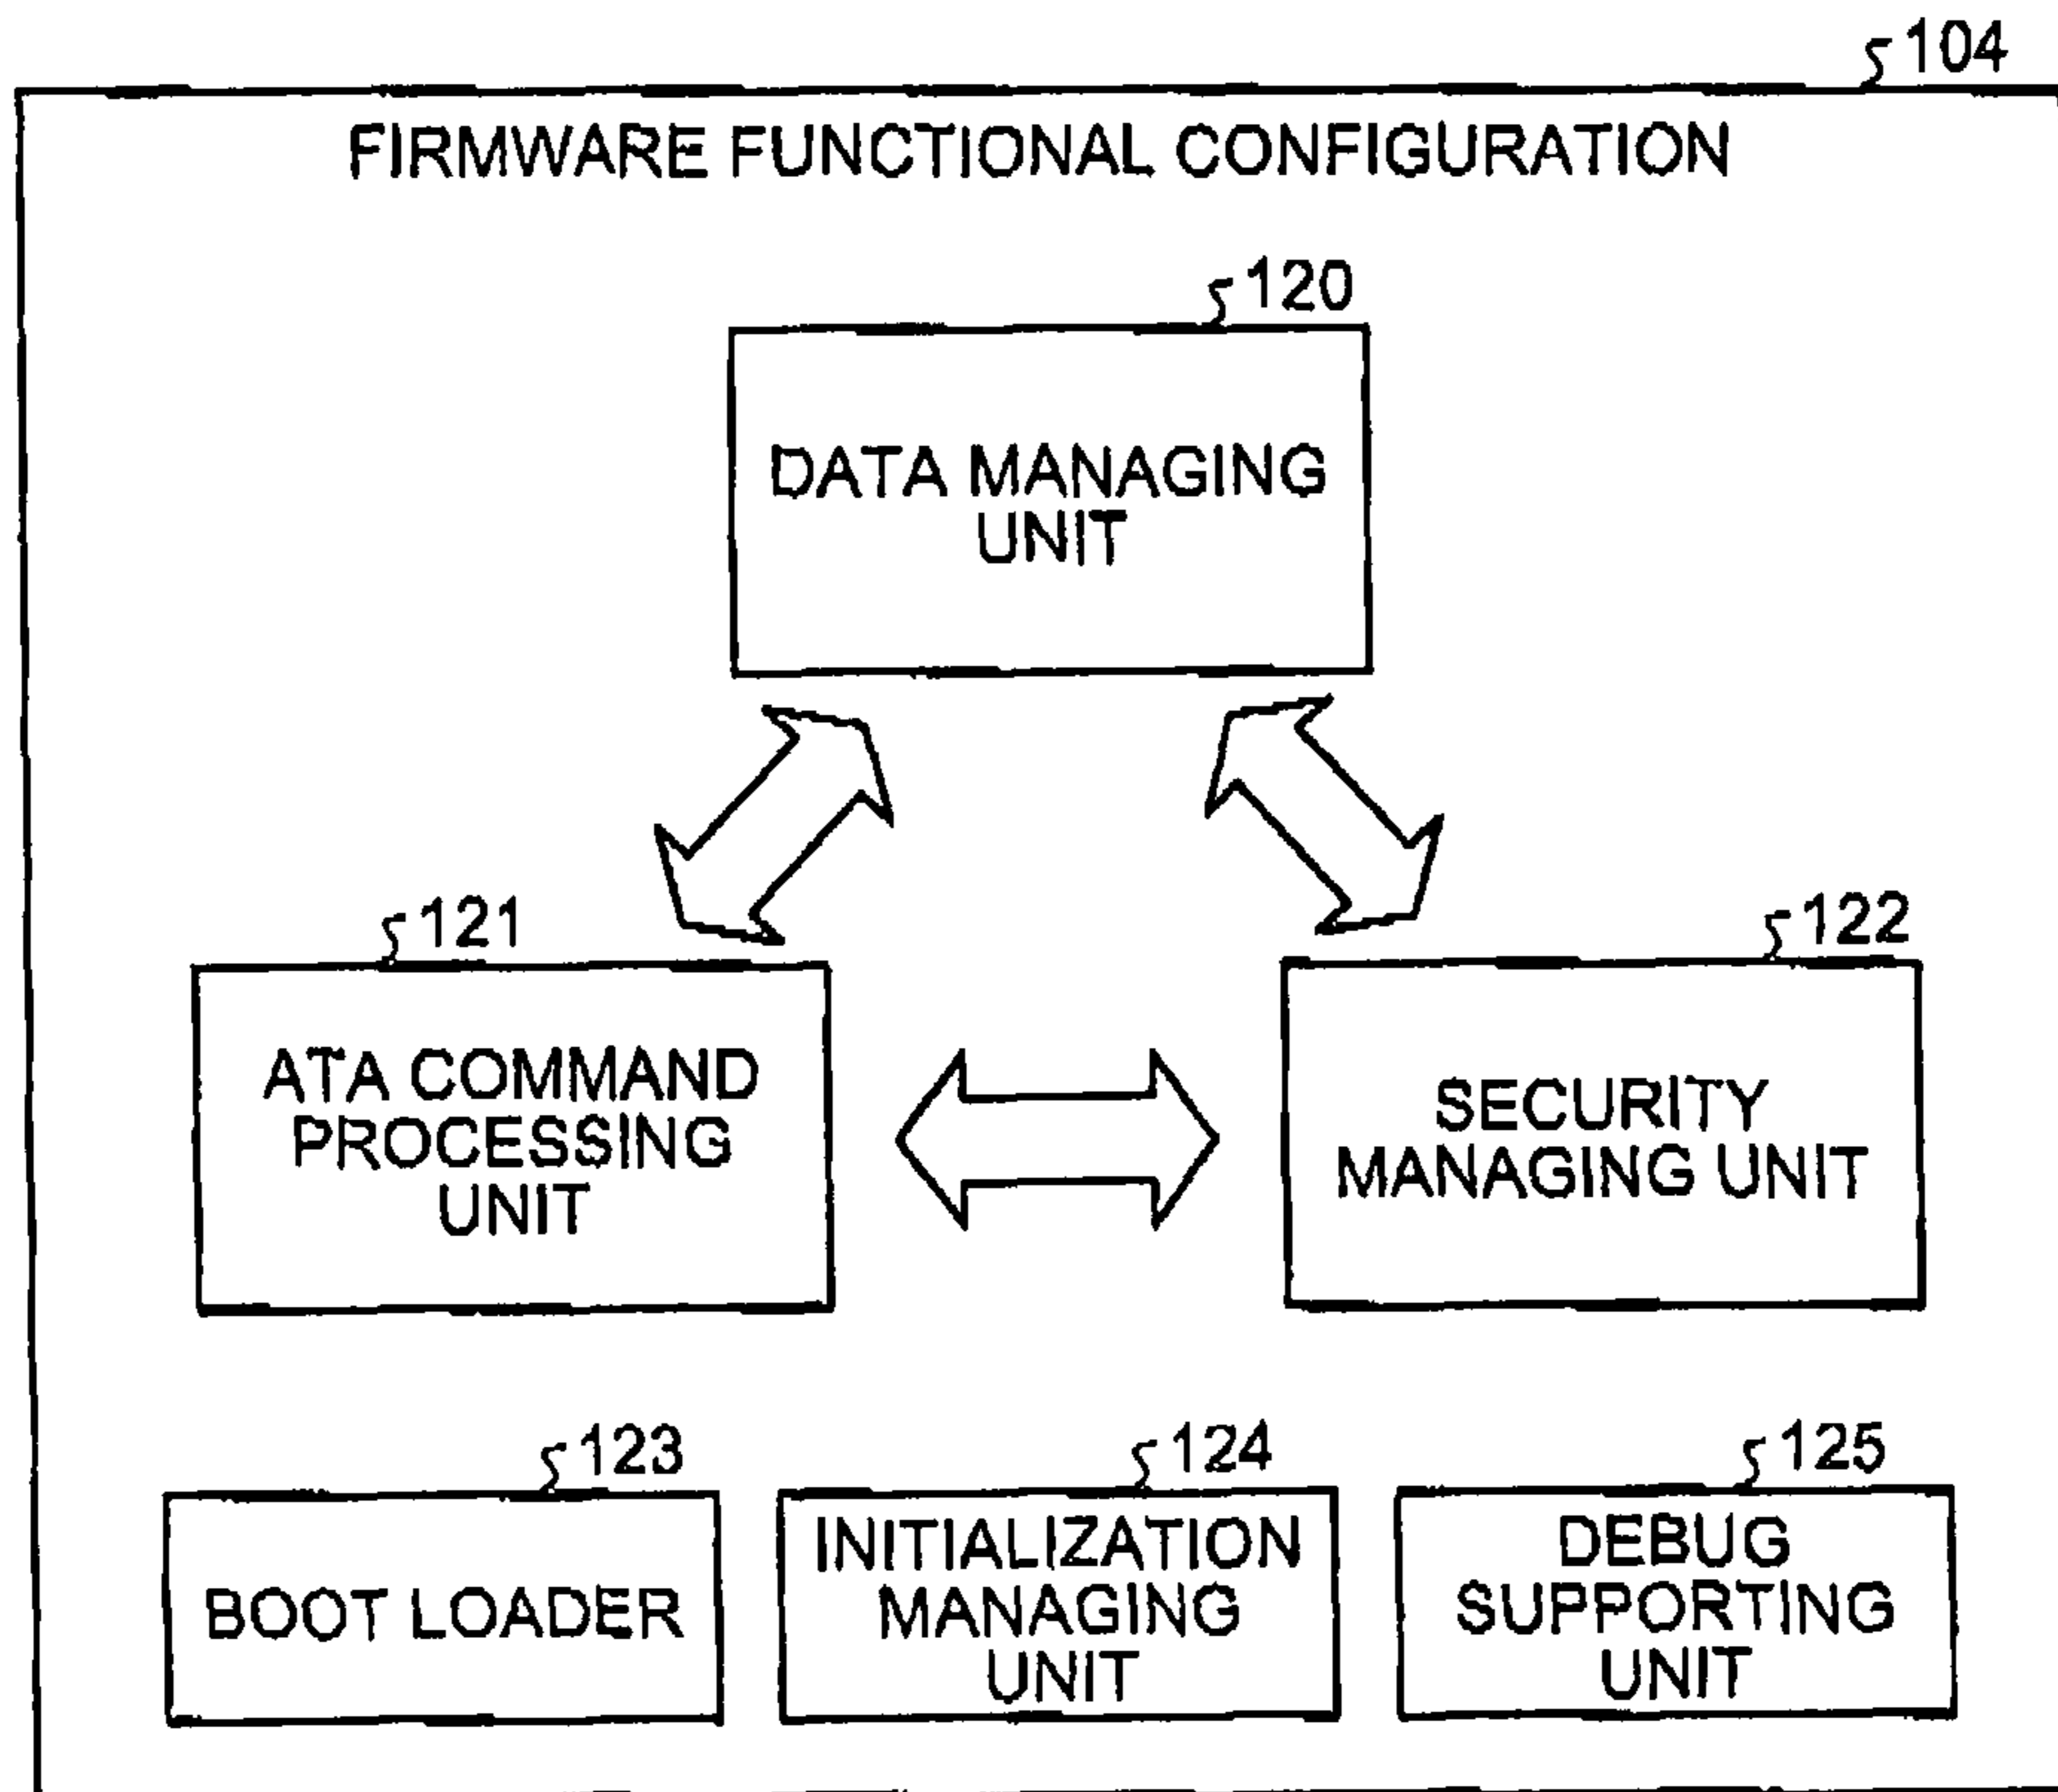 104
FIRMWARE FUNCTIONAL CONFIGURATION
120
DATA MANAGING
UNIT
121
122
ATA COMMAND
PROCESSING
UNIT
SECURITY
MANAGING UNIT
123
124
125
BOOT LOADER
INITIALIZATION
MANAGING
UNIT
DEBUG
SUPPORTING
UNIT